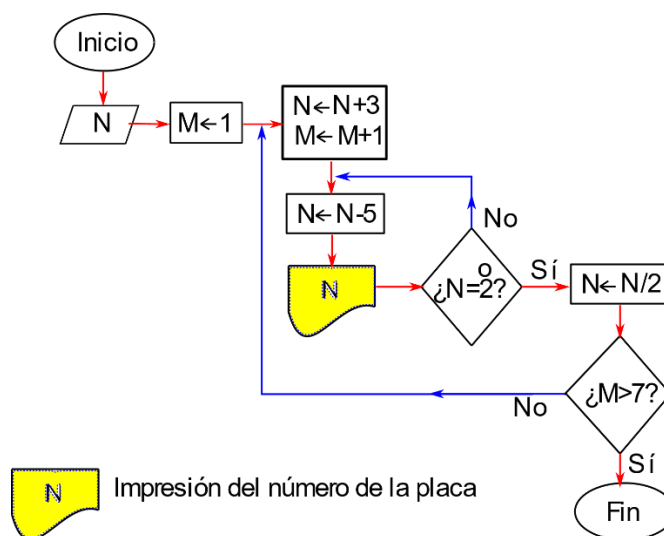 Inicio
N
M←1
N←N+3
M←M+1
N←N-5
No
N
¿N=2̊?
Sí
N←N/2
¿M>7?
No
Sí
N
Impresión del número de la placa
Fin